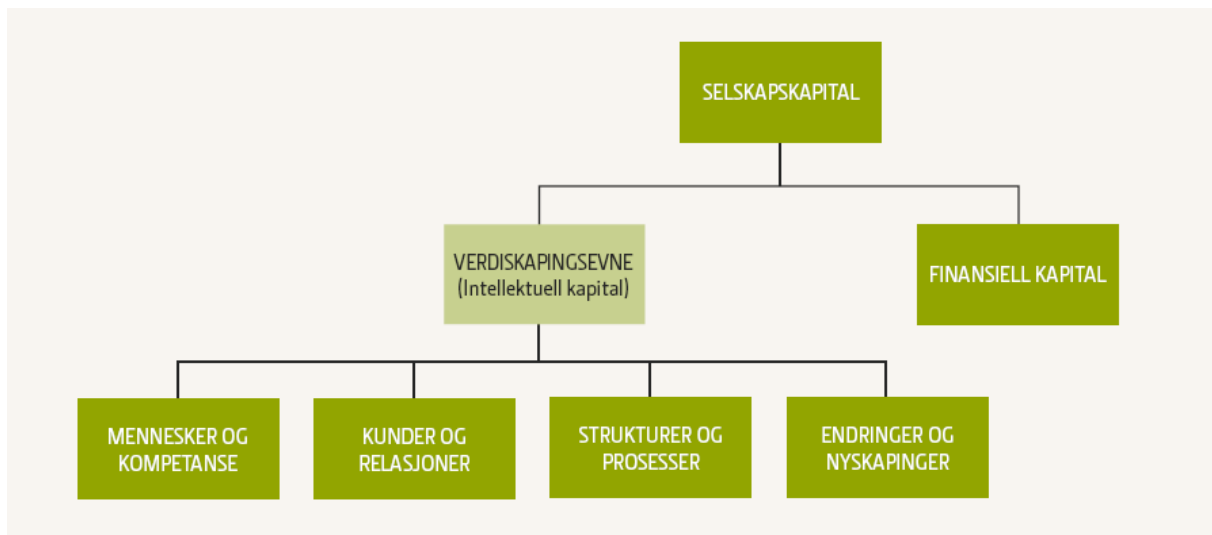 SELSKAPSKAPITAL
VERDISKAPINGSEVNE
(Intellektuell kapital)
FINANSIELL KAPITAL
MENNESKER OG
KOMPETANSE
KUNDER OG
RELASJONER
STRUKTURER OG
PROSESSER
ENDRINGER OG
NYSKAPINGER